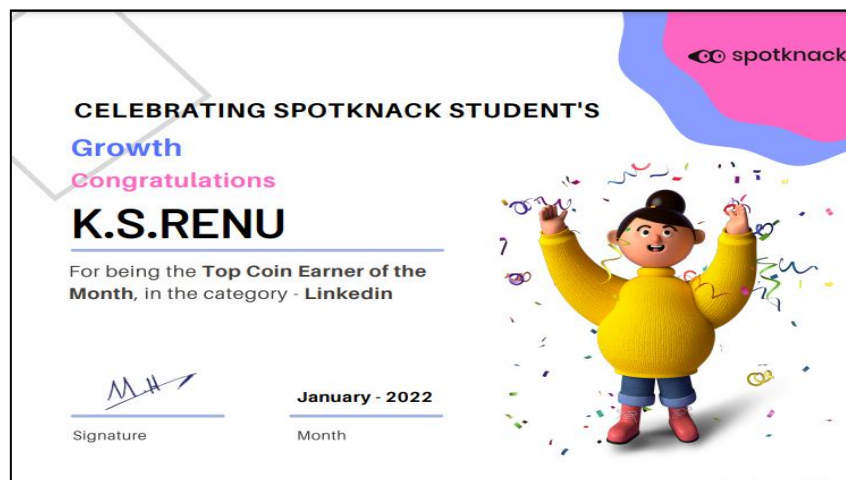 spotknack
CELEBRATING SPOTKNACK STUDENT'S
Growth
Congratulations
K.S.RENU
For being the Top Coin Earner of the
Month, in the category - Linkedin
M.H
January - 2022
Signature
Month